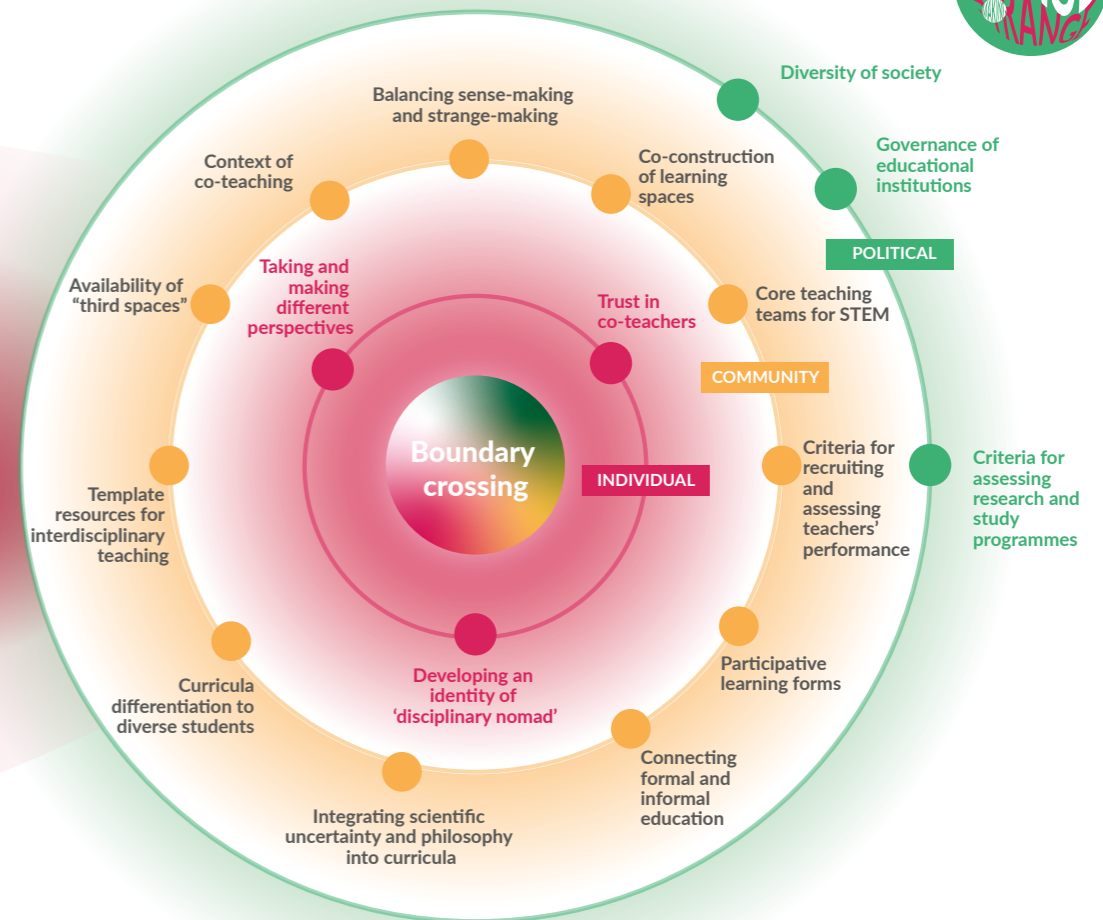 RANGE
Diversity of society
Balancing sense-making
and strange-making
Governance of
educational
institutions
Context of
co-teaching
Co-construction
of learning
spaces
POLITICAL
Taking and
making
different
perspectives
Availability of
“third spaces”
Trust in
co-teachers
Core teaching
teams for STEM
COMMUNITY
Boundary
crossing
INDIVIDUAL
Criteria for
recruiting
and
assessing
teachers’
performance
Criteria for
assessing
research and
study
programmes
Template
resources for
interdisciplinary
teaching
Developing an
identity of
‘disciplinary nomad’
Participative
learning forms
Curricula
differentiation to
diverse students
Connecting
formal and
informal
education
Integrating scientific
uncertainty and philosophy
into curricula